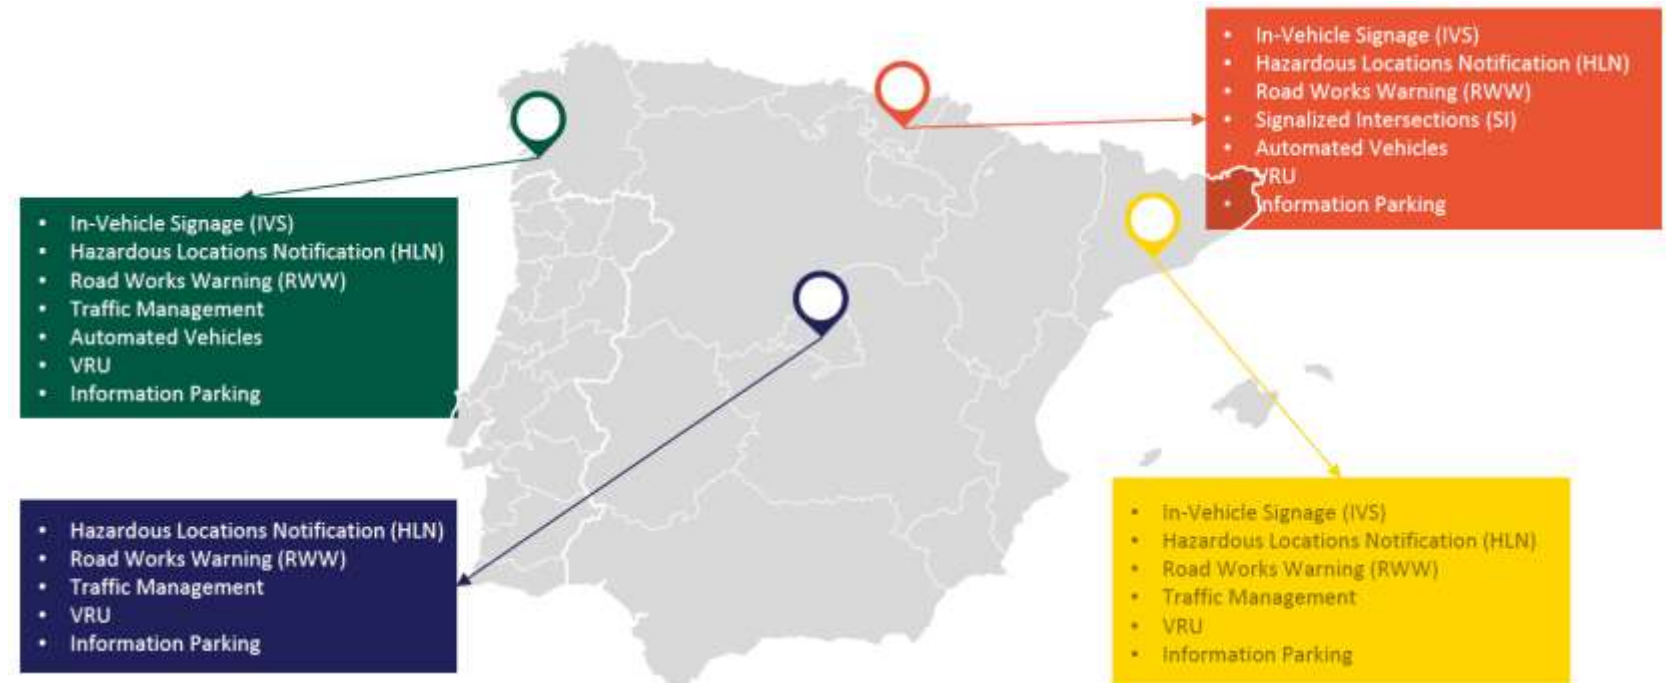 • In-Vehicle Signage (IVS)
• Hazardous Locations Notification (HLN)
• Road Works Warning (RWW)
• Signalized Intersections (SI)
• Automated Vehicles
• VRU
• Information Parking
• In-Vehicle Signage (IVS)
• Hazardous Locations Notification (HLN)
• Road Works Warning (RWW)
• Traffic Management
• Automated Vehicles
• VRU
• Information Parking
• Hazardous Locations Notification (HLN)
• Road Works Warning (RWW)
• Traffic Management
• VRU
• Information Parking
• In-Vehicle Signage (IVS)
• Hazardous Locations Notification (HLN)
• Road Works Warning (RWW)
• Traffic Management
• VRU
• Information Parking